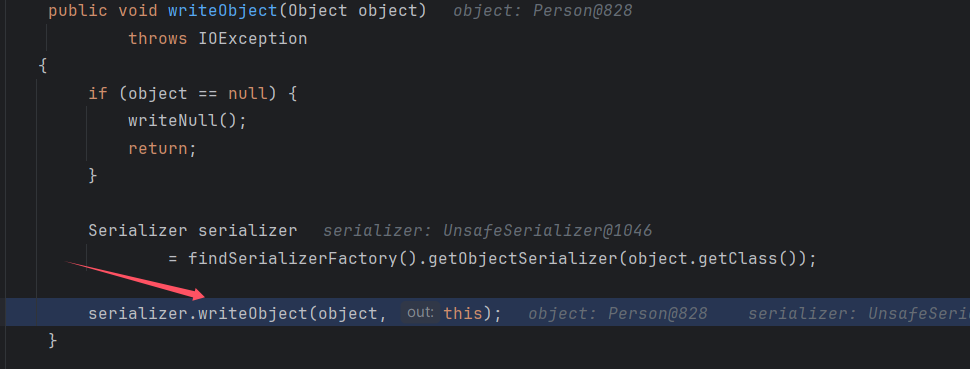 public void writeObject(Object object)   object: Person@828
throws IOException
{
if (object == null) {
writeNull();
return;
}
Serializer serializer   serializer: UnsafeSerializer@1046
= findSerializerFactory().getObjectSerializer(object.getClass());
serializer.writeObject(object, out: this);   object: Person@828   serializer: UnsafeSeria
}